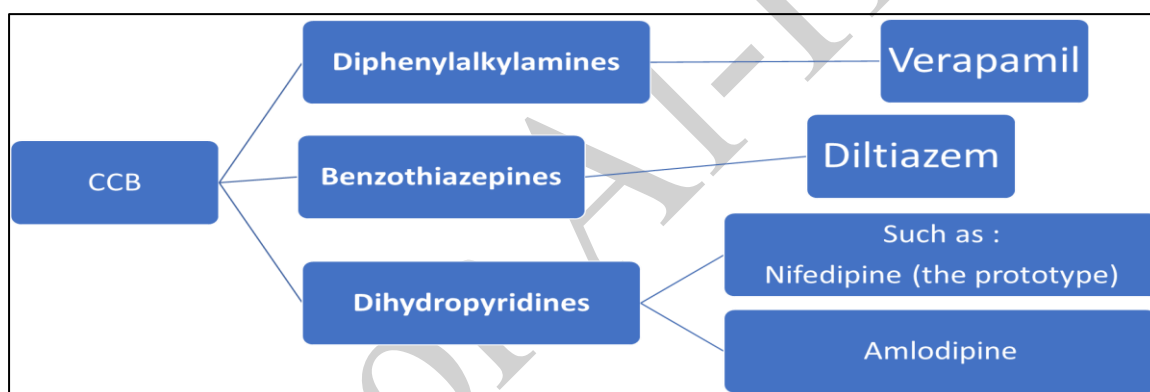 CCB
Diphenylalkylamines
Verapamil
Benzothiazepines
Diltiazem
Dihydropyridines
Such as :
Nifedipine (the prototype)
Amlodipine